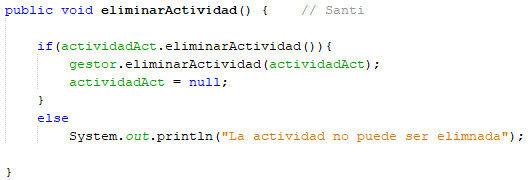 public void eliminarActividad() {    // Santi
if(actividadAct.eliminarActividad()){
gestor.eliminarActividad(actividadAct);
actividadAct = null;
}
else
System.out.println("La actividad no puede ser elimnada");
}